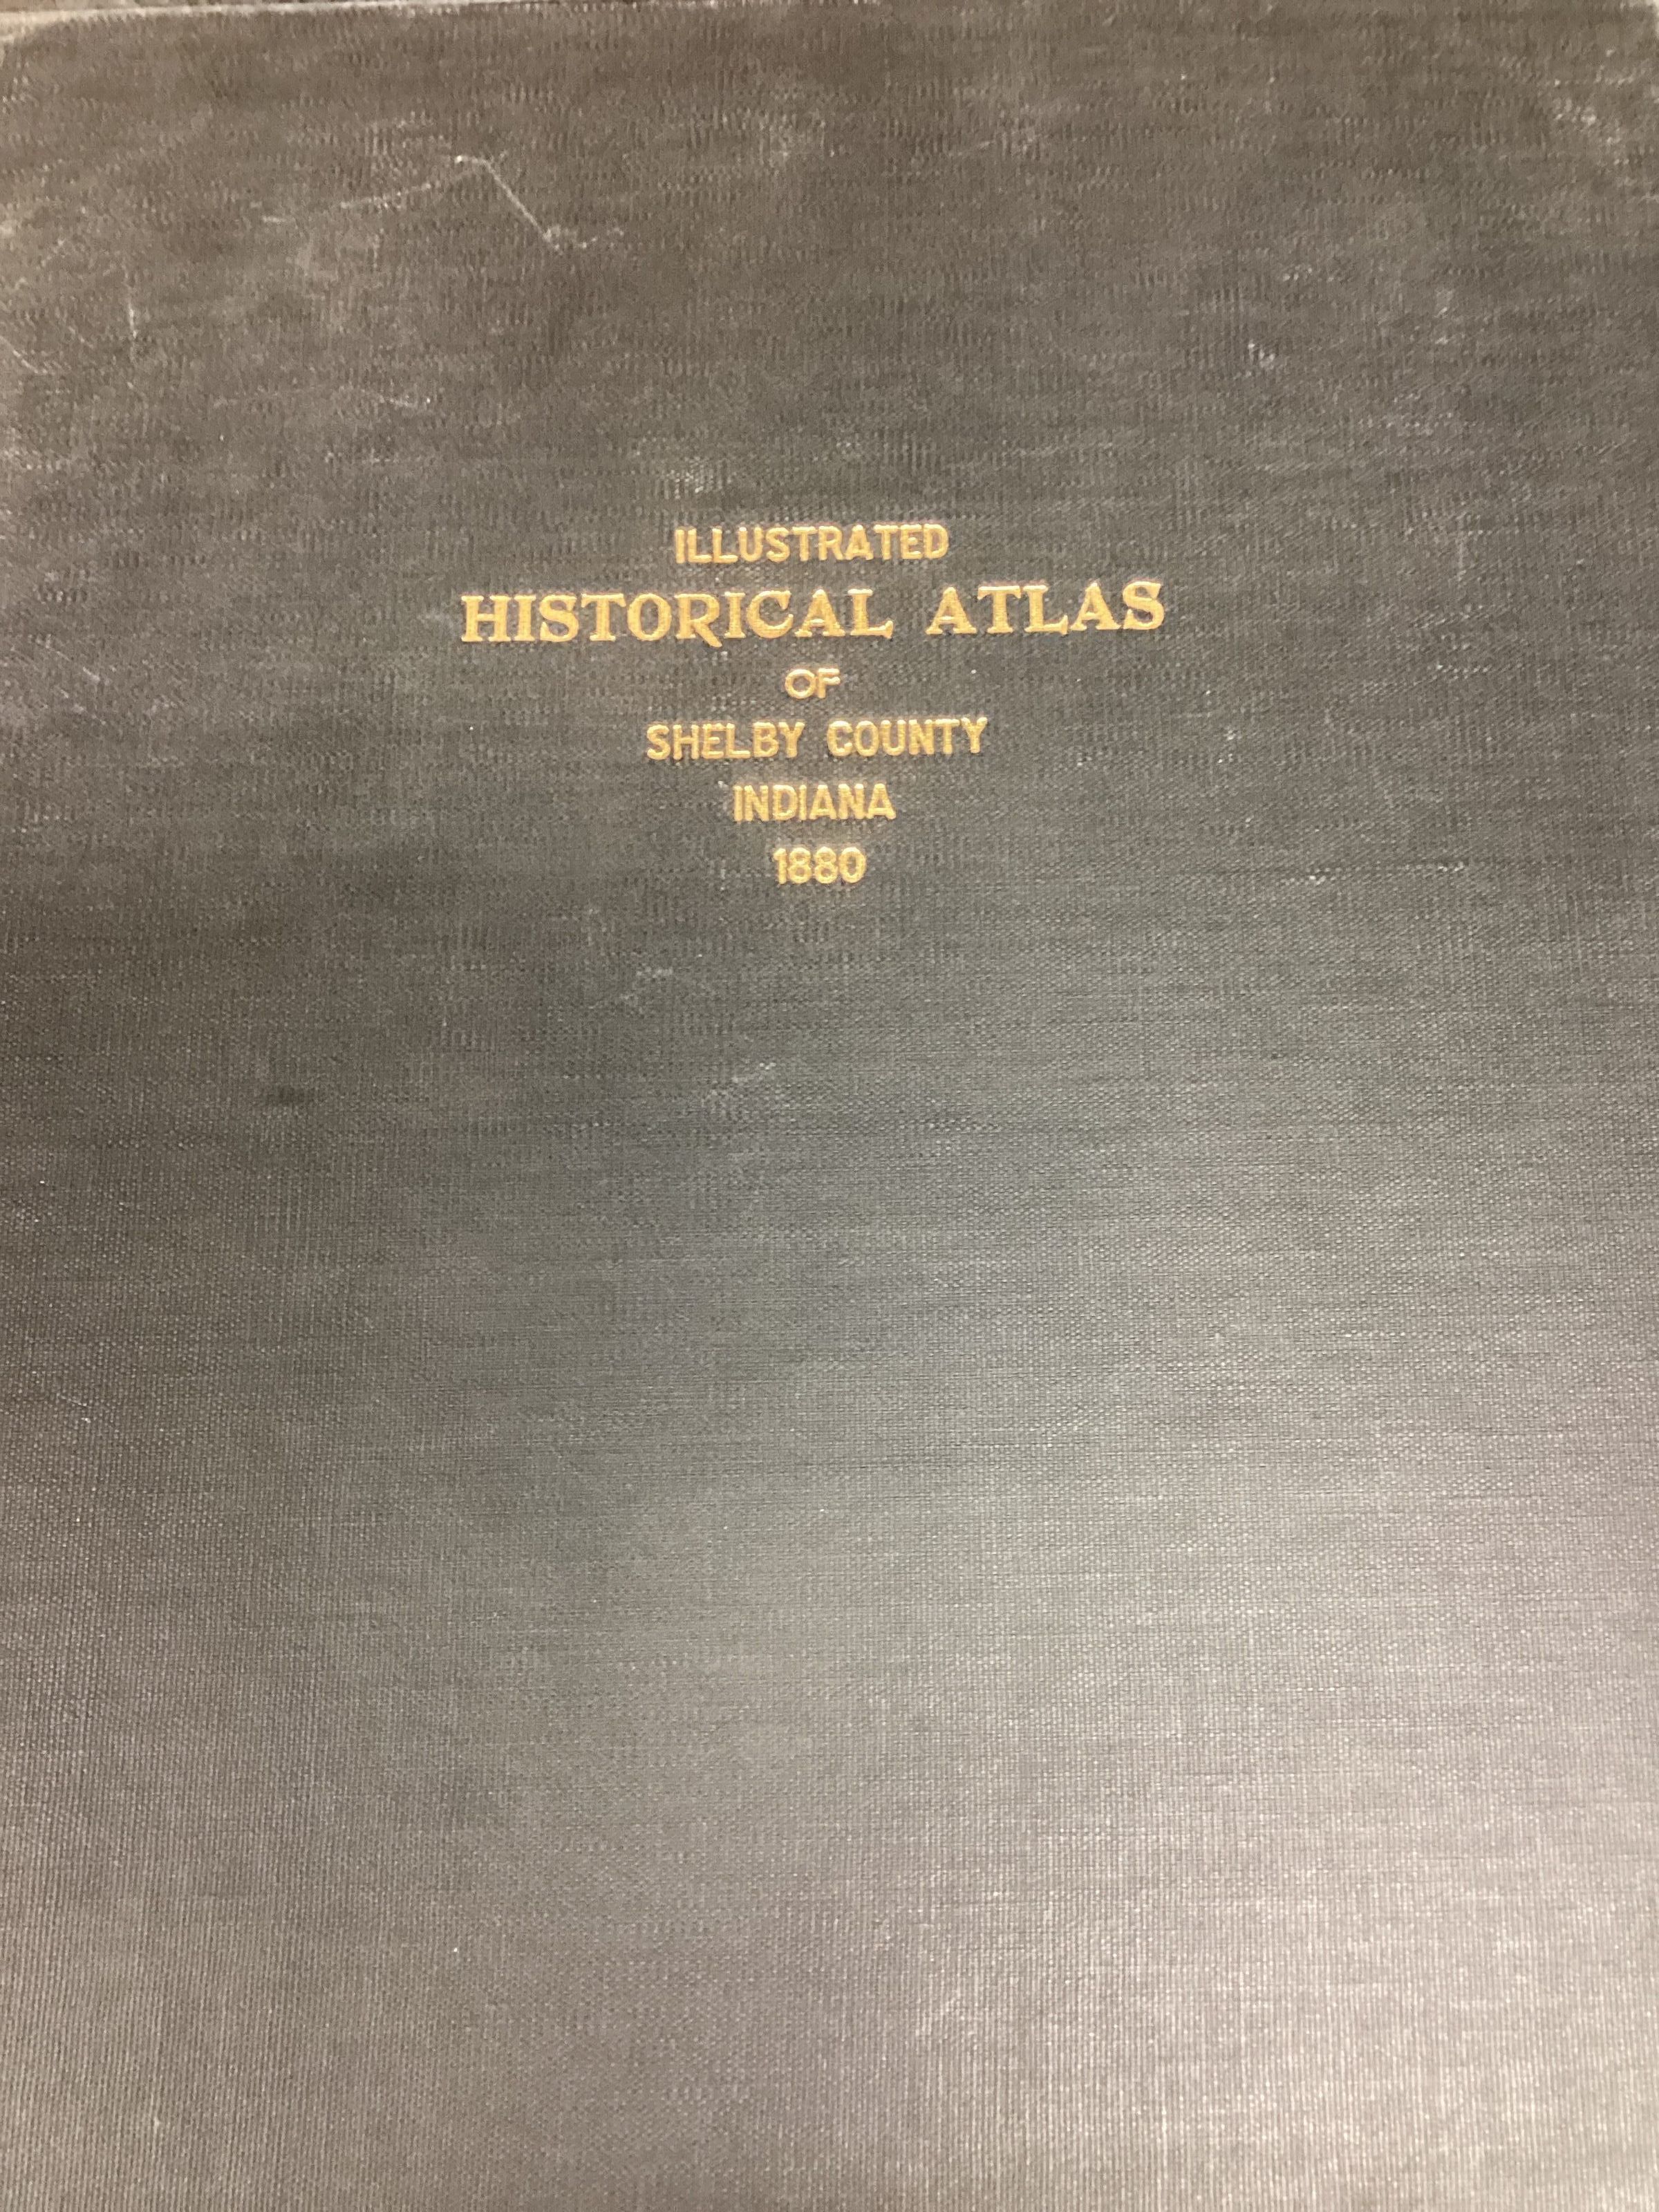 ILLUSTRATED
HISTORICAL ATLAS
OF
SHELBY COUNTY
INDIANA
1880